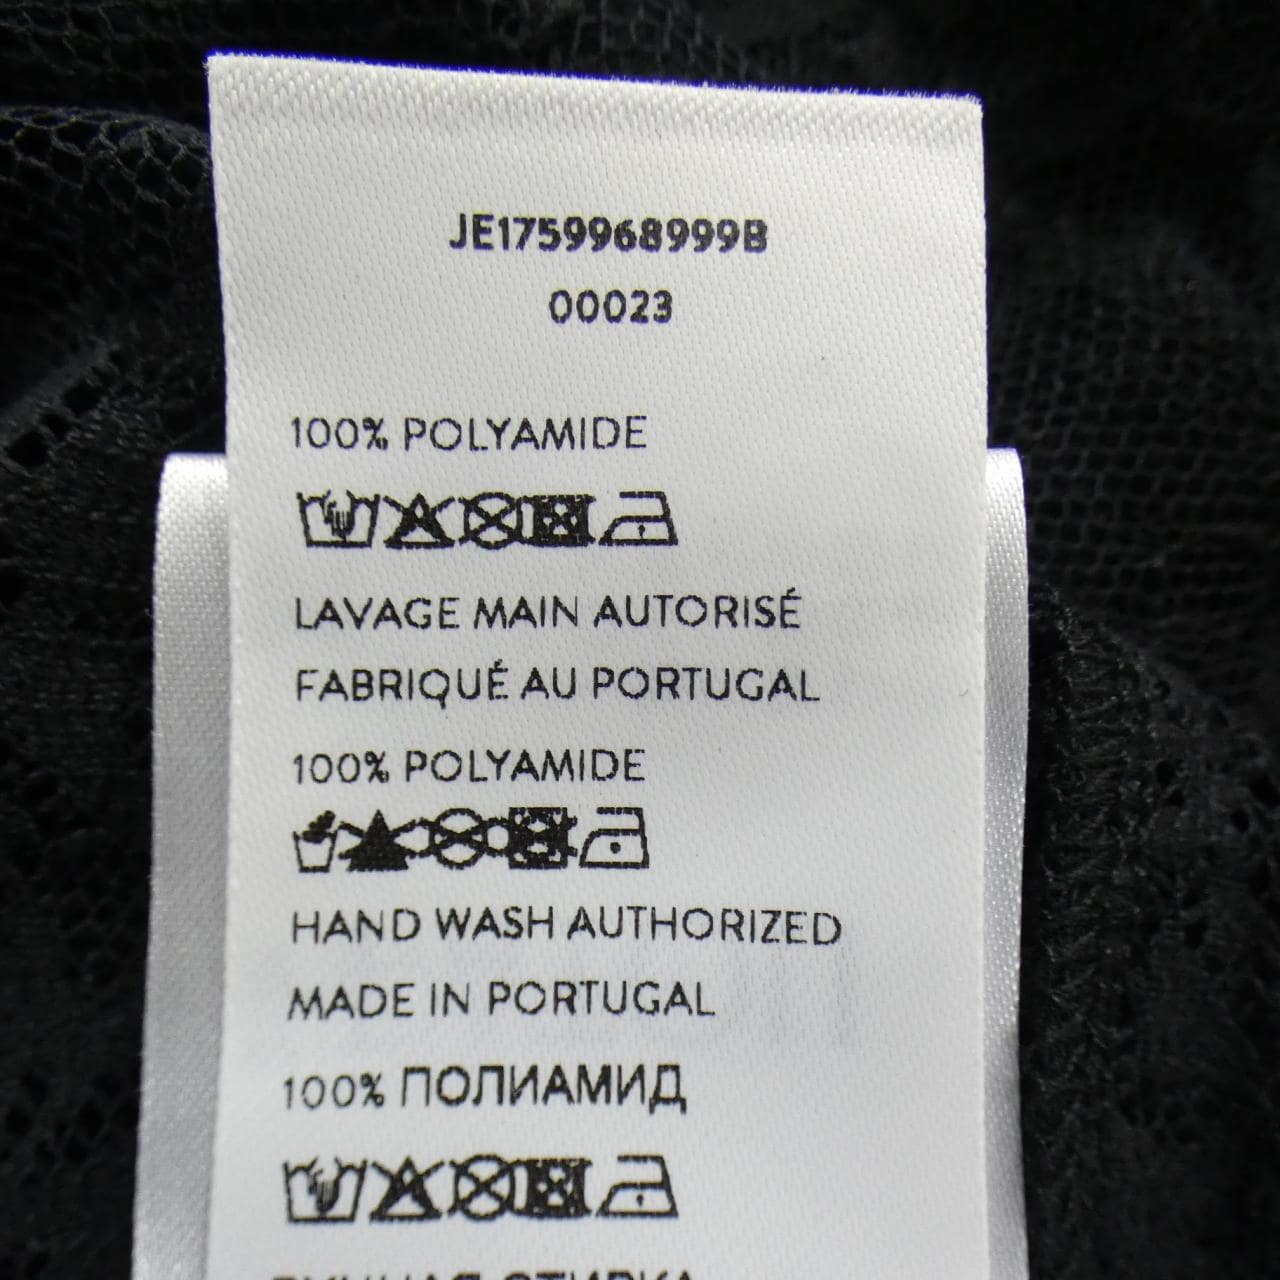 JE1759968999B
00023
100% POLYAMIDE
LAVAGE MAIN AUTORISÉ
FABRIQUÉ AU PORTUGAL
100% POLYAMIDE
HAND WASH AUTHORIZED
MADE IN PORTUGAL
100% ПОЛИАМИД